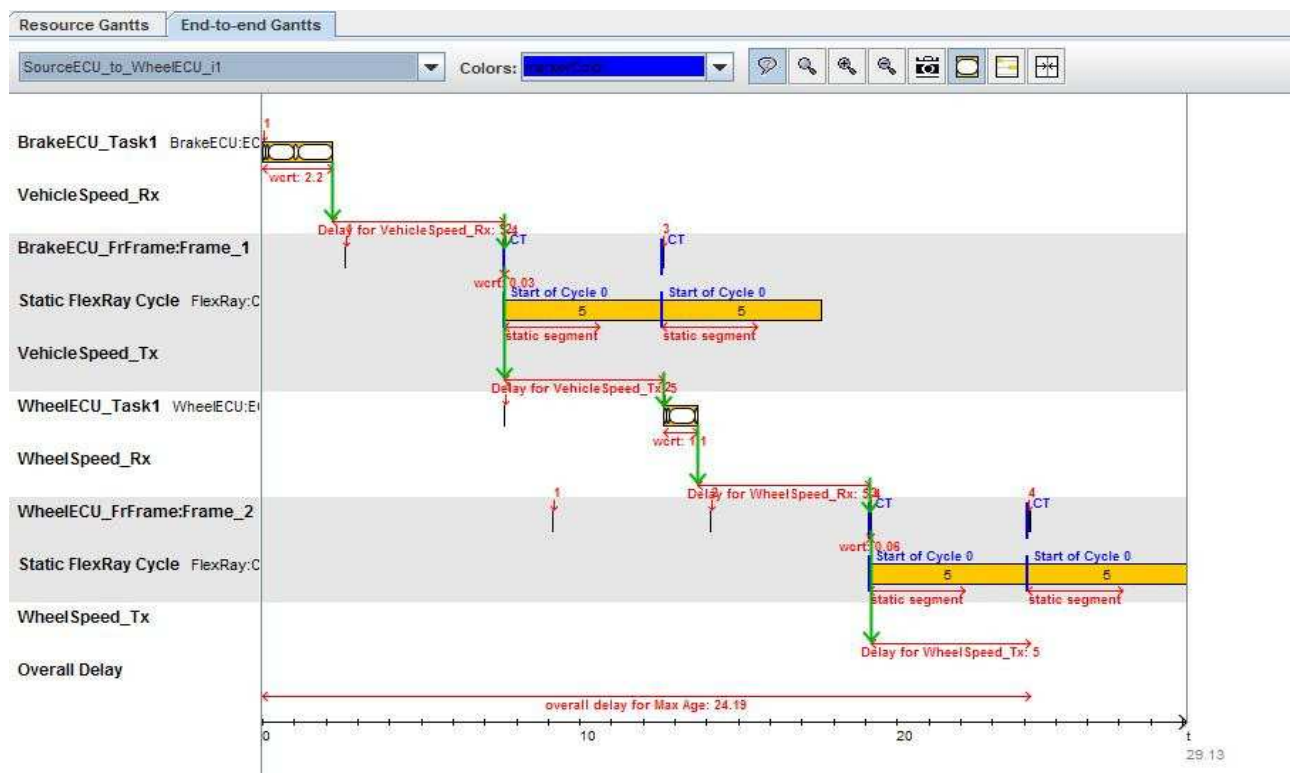 Resource Gantts End-to-end Gantts
SourceECU_to_WheelECU_i1 Colors:
1
BrakeECU_Task1 BrakeECU:EC
wcrt: 2.2
VehicleSpeed_Rx
Delay for VehicleSpeed_Rx: 5.4
3
BrakeECU_FrFrame:Frame_1 CT CT
wcrt: 0.03
Start of Cycle 0 Start of Cycle 0
Static FlexRay Cycle FlexRay:C 5 5
static segment static segment
VehicleSpeed_Tx
Delay for VehicleSpeed_Tx: 5
WheelECU_Task1 WheelECU:E
wcrt: 1.1
WheelSpeed_Rx
Delay for WheelSpeed_Rx: 5.4
1 4
WheelECU_FrFrame:Frame_2 CT CT
wcrt: 0.06
Start of Cycle 0 Start of Cycle 0
Static FlexRay Cycle FlexRay:C 5 5
static segment static segment
WheelSpeed_Tx
Delay for WheelSpeed_Tx: 5
Overall Delay
overall delay for Max Age: 24.19
0 10 20 t
29.13